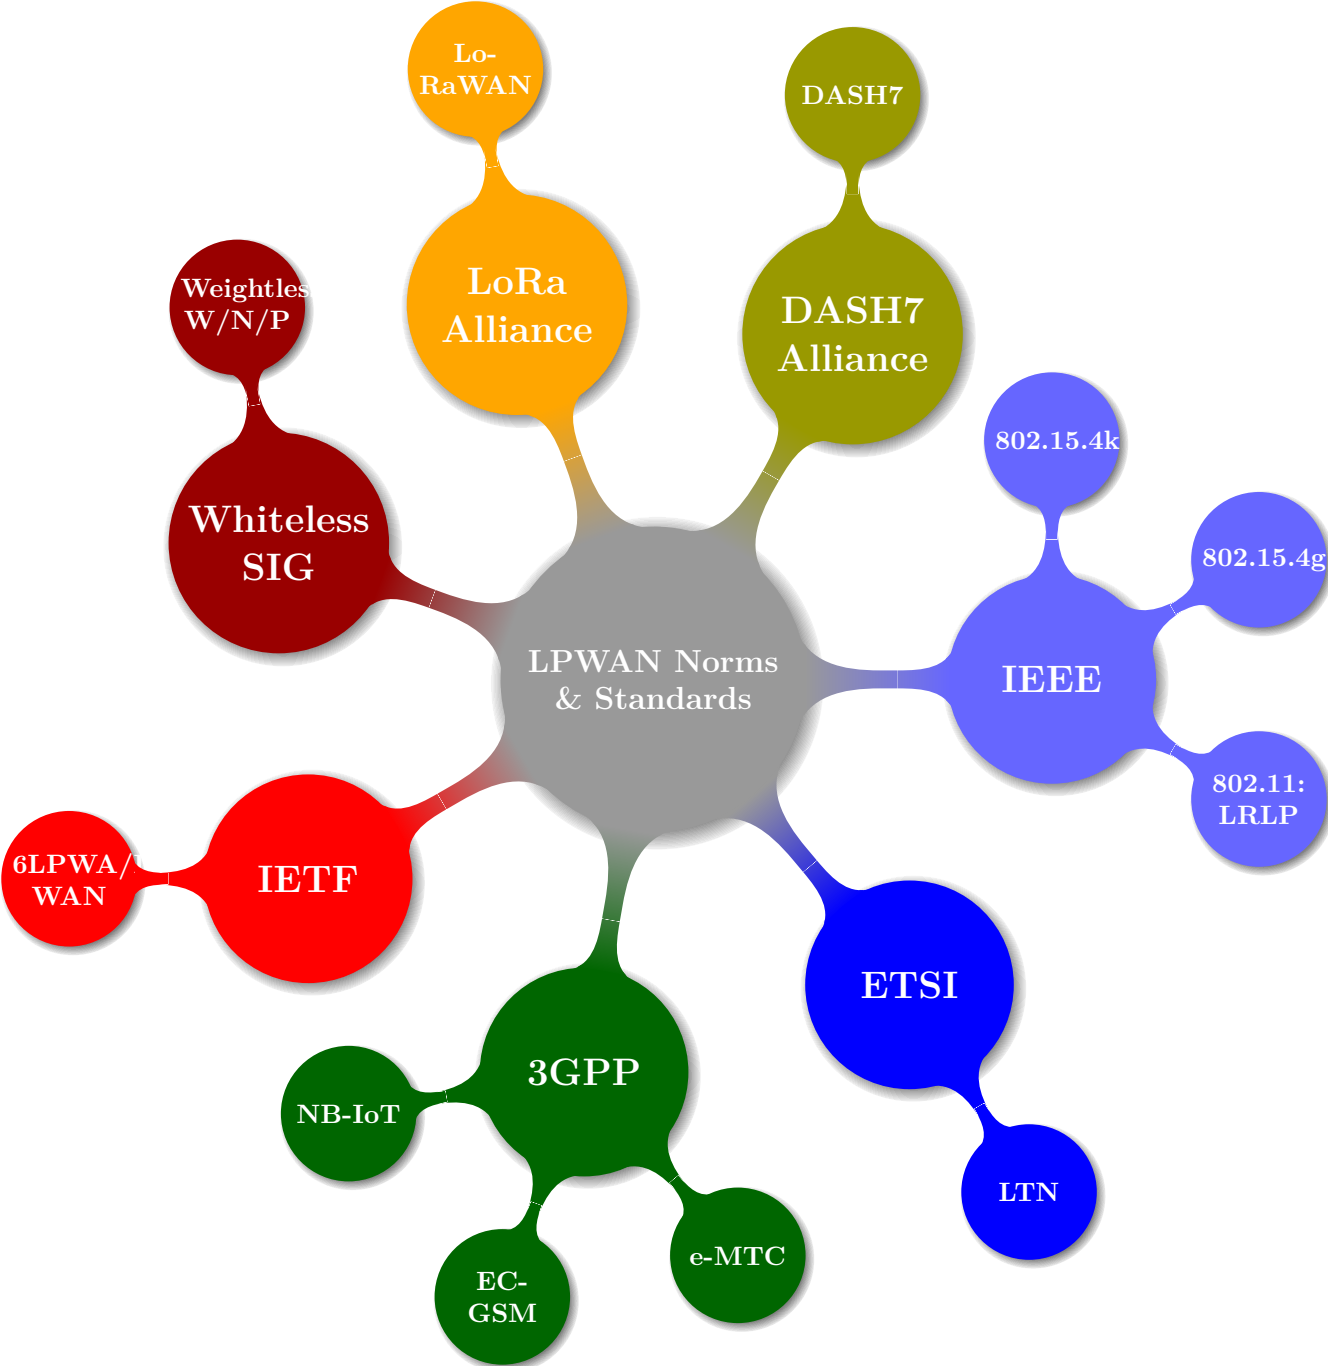 Lo-
RaWAN
DASH7
LoRa
Alliance
DASH7
Alliance
Weightles
W/N/P
802.15.4k
Whiteless
SIG
802.15.4g
LPWAN Norms
& Standards
IEEE
802.11:
LRLP
6LPWA/
WAN
IETF
ETSI
3GPP
NB-IoT
LTN
e-MTC
EC-
GSM